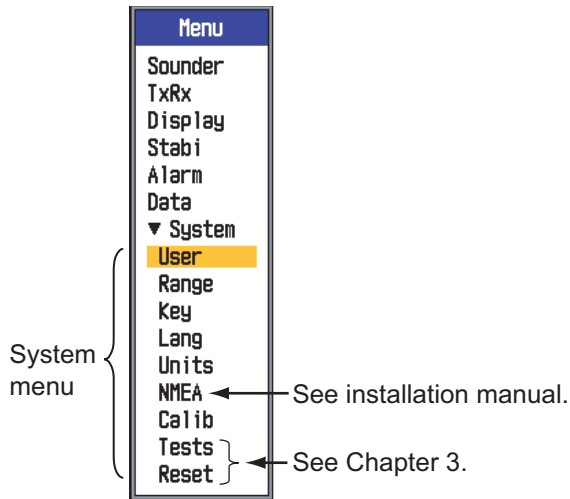 Menu
Sounder
TxRx
Display
Stabi
Alarm
Data
▼ System
User
Range
Key
Lang
Units
NMEA
Calib
Tests
Reset
System
menu
See installation manual.
See Chapter 3.